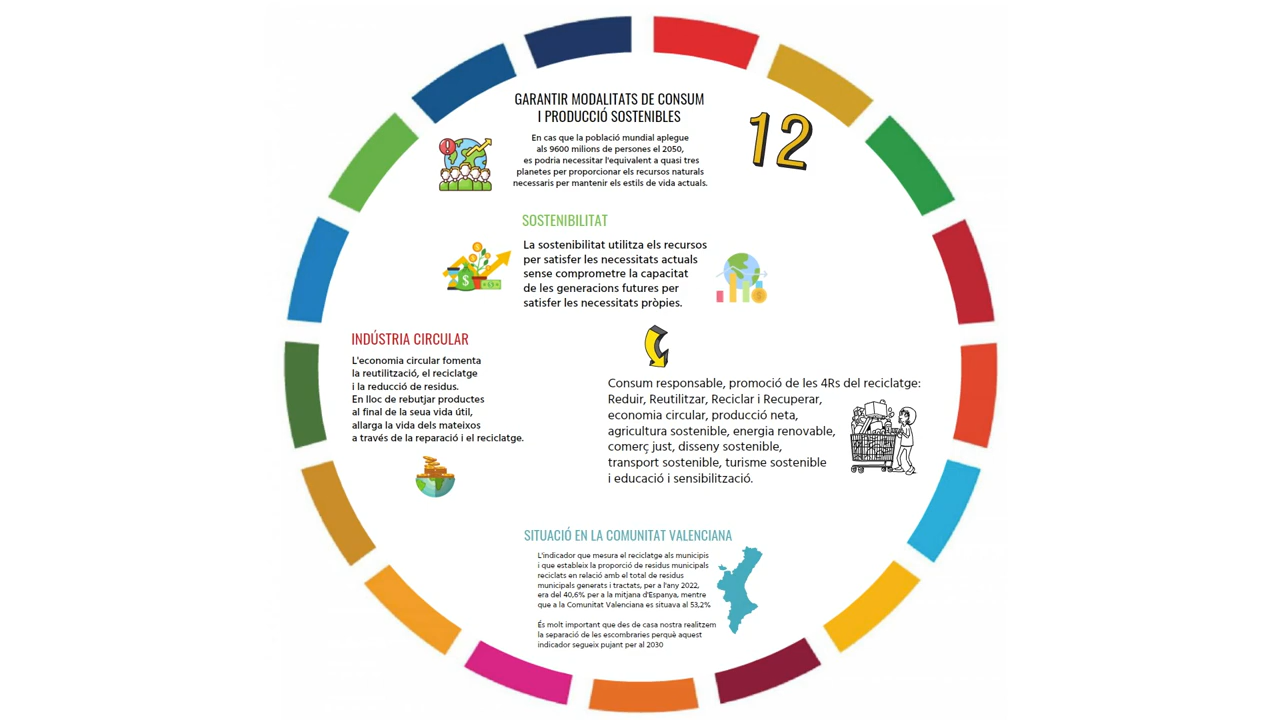 GARANTIR MODALITATS DE CONSUM
I PRODUCCIÓ SOSTENIBLES
12
En cas que la població mundial aplegue
als 9600 milions de persones el 2050,
es podria necessitar l'equivalent a quasi tres
planetes per proporcionar els recursos naturals
necessaris per mantenir els estils de vida actuals.
SOSTENIBILITAT
La sostenibilitat utilitza els recursos
per satisfer les necessitats actuals
sense comprometre la capacitat
de les generacions futures per
satisfer les necessitats pròpies.
INDÚSTRIA CIRCULAR
L'economia circular fomenta
la reutilització, el reciclatge
i la reducció de residus.
En lloc de rebutjar productes
al final de la seua vida útil,
allarga la vida dels mateixos
a través de la reparació i el reciclatge.
Consum responsable, promoció de les 4Rs del reciclatge:
Reduir, Reutilitzar, Reciclar i Recuperar,
economia circular, producció neta,
agricultura sostenible, energia renovable,
comerç just, disseny sostenible,
transport sostenible, turisme sostenible
i educació i sensibilització.
SITUACIÓ EN LA COMUNITAT VALENCIANA
L'indicador que mesura el reciclatge als municipis
i que estableix la proporció de residus municipals
reciclats en relació amb el total de residus
municipals generats i tractats, per a l'any 2022,
era del 40,6% per a la mitjana d'Espanya, mentre
que a la Comunitat Valenciana es situava al 53,2%
És molt important que des de casa nostra realitzem
la separació de les escombraries perquè aquest
indicador segueix pujant per al 2030